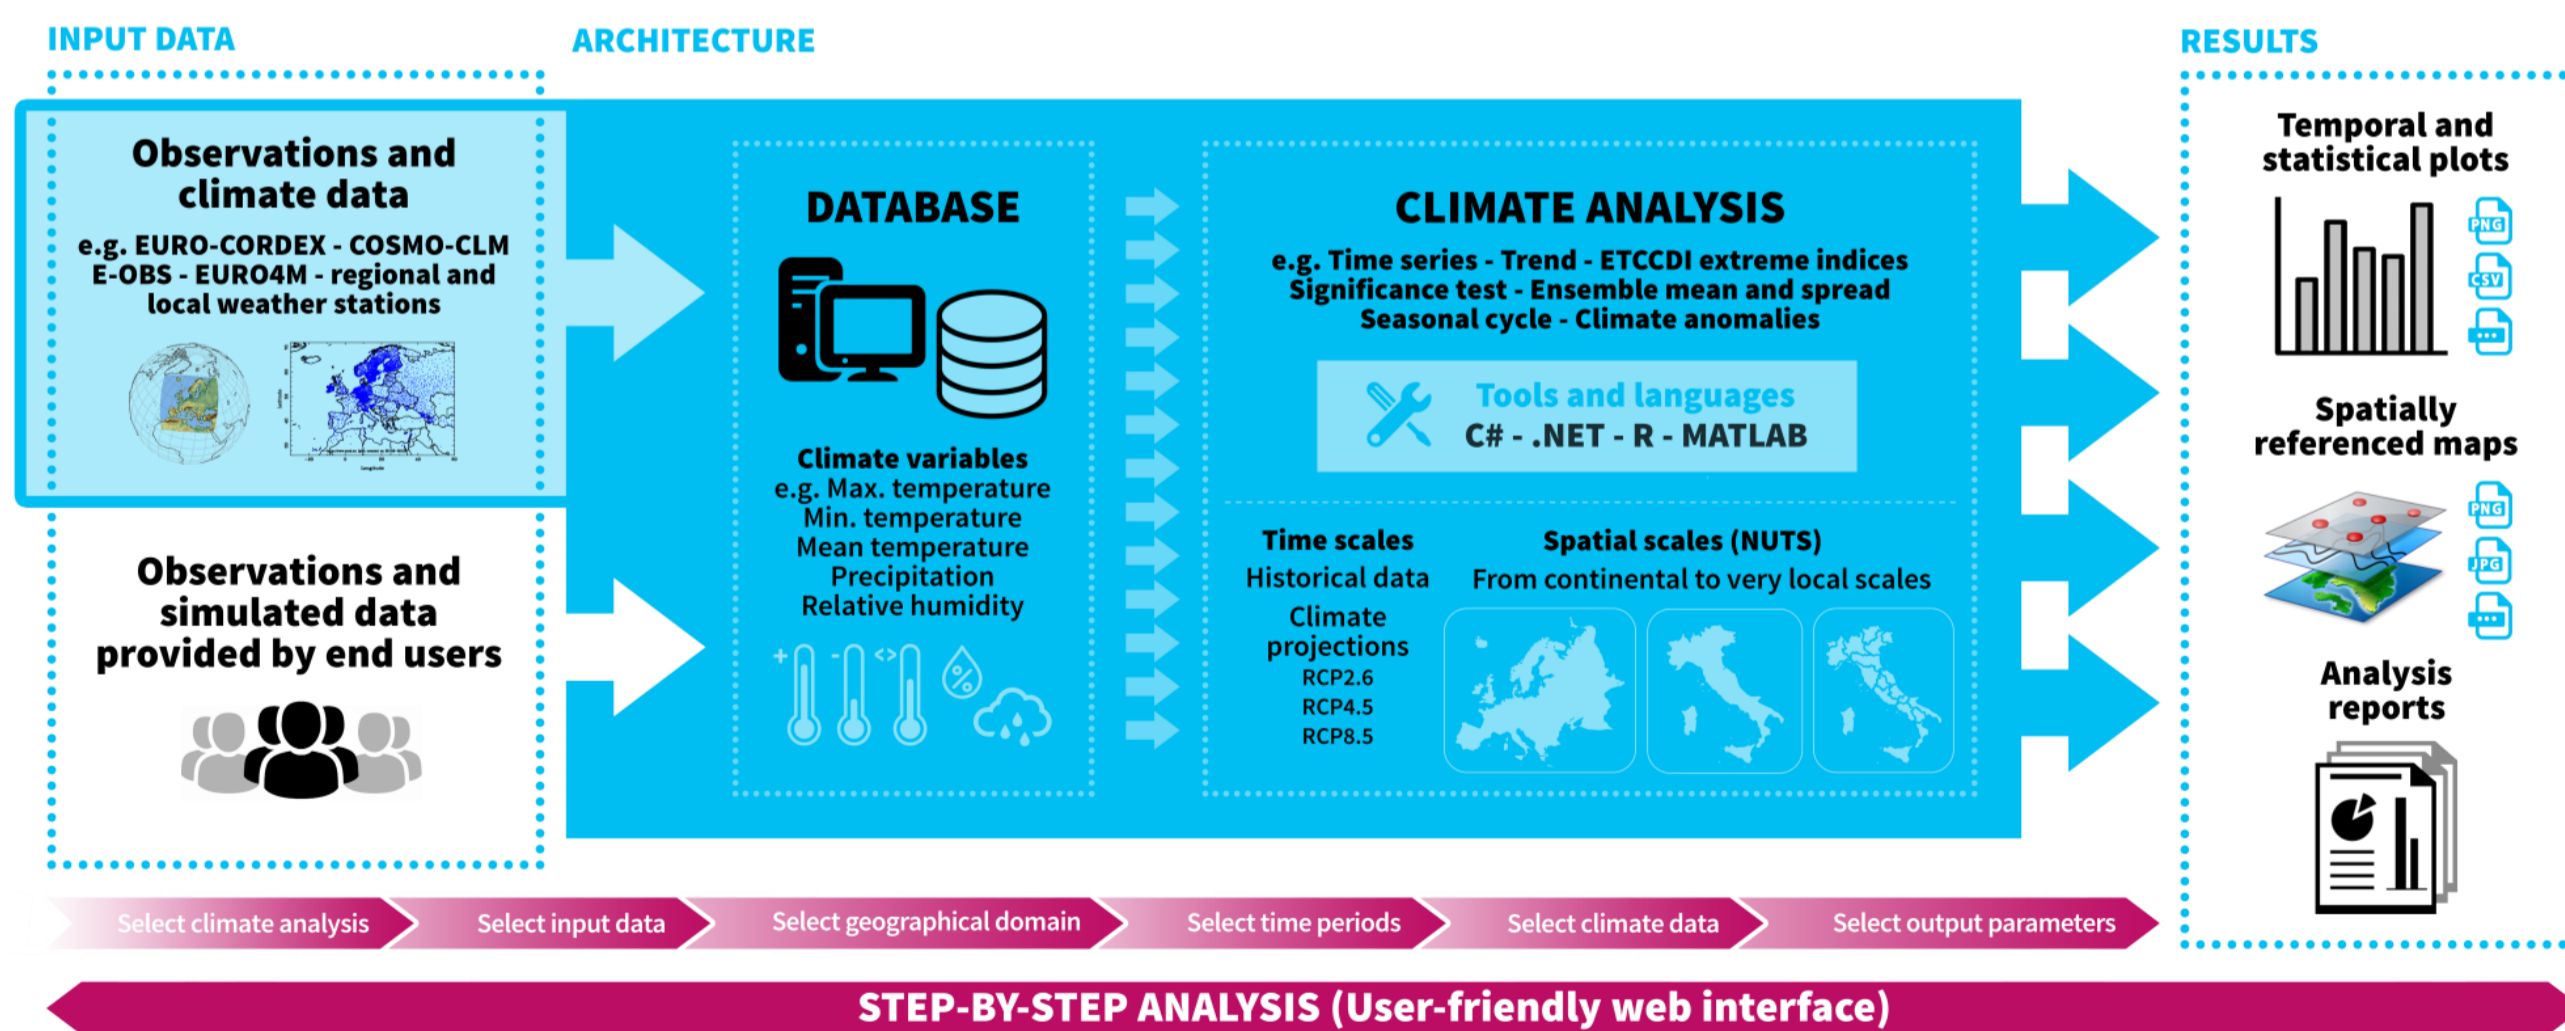 INPUT DATA
Observations and
climate data
e.g. EURO-CORDEX - COSMO-CLM
E-OBS - EURO4M - regional and
local weather stations
Observations and
simulated data
provided by end users
ARCHITECTURE
DATABASE
Climate variables
e.g. Max. temperature
Min. temperature
Mean temperature
Precipitation
Relative humidity
+ - <> %
CLIMATE ANALYSIS
e.g. Time series - Trend - ETCCDI extreme indices
Significance test - Ensemble mean and spread
Seasonal cycle - Climate anomalies
Tools and languages
C# - .NET - R - MATLAB
Time scales
Historical data
Climate
projections
RCP2.6
RCP4.5
RCP8.5
Spatial scales (NUTS)
From continental to very local scales
RESULTS
Temporal and
statistical plots
PNG
CSV
...
Spatially
referenced maps
PNG
JPG
...
Analysis
reports
Select climate analysis
Select input data
Select geographical domain
Select time periods
Select climate data
Select output parameters
STEP-BY-STEP ANALYSIS (User-friendly web interface)